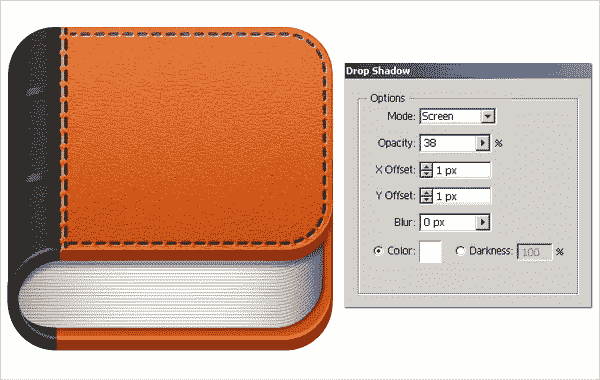 Drop Shadow
Options
Mode: Screen
Opacity: 38 %
X Offset: 1 px
Y Offset: 1 px
Blur: 0 px
Color: Darkness: 100 %